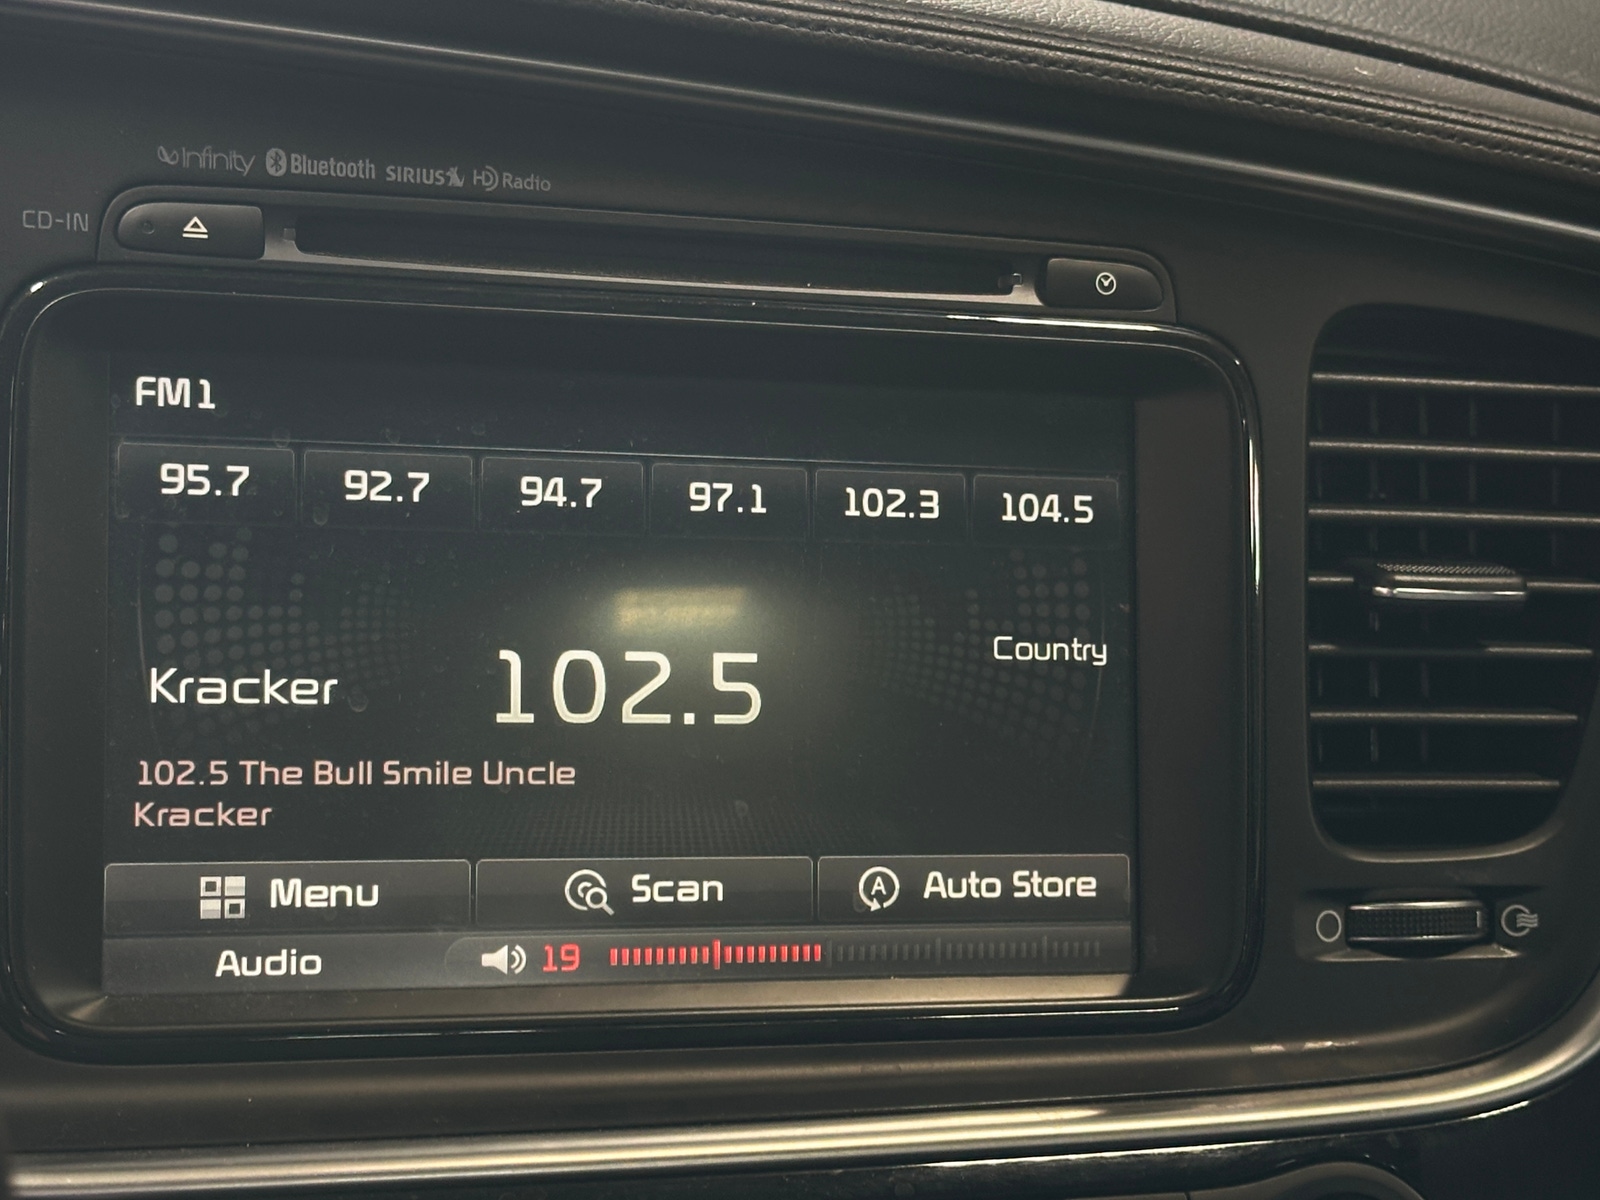 Infinity Bluetooth SIRIUS HD Radio
CD-IN
FM1
95.7 92.7 94.7 97.1 102.3 104.5
Country
Kracker 102.5
102.5 The Bull Smile Uncle
Kracker
Menu Scan A Auto Store
Audio 19